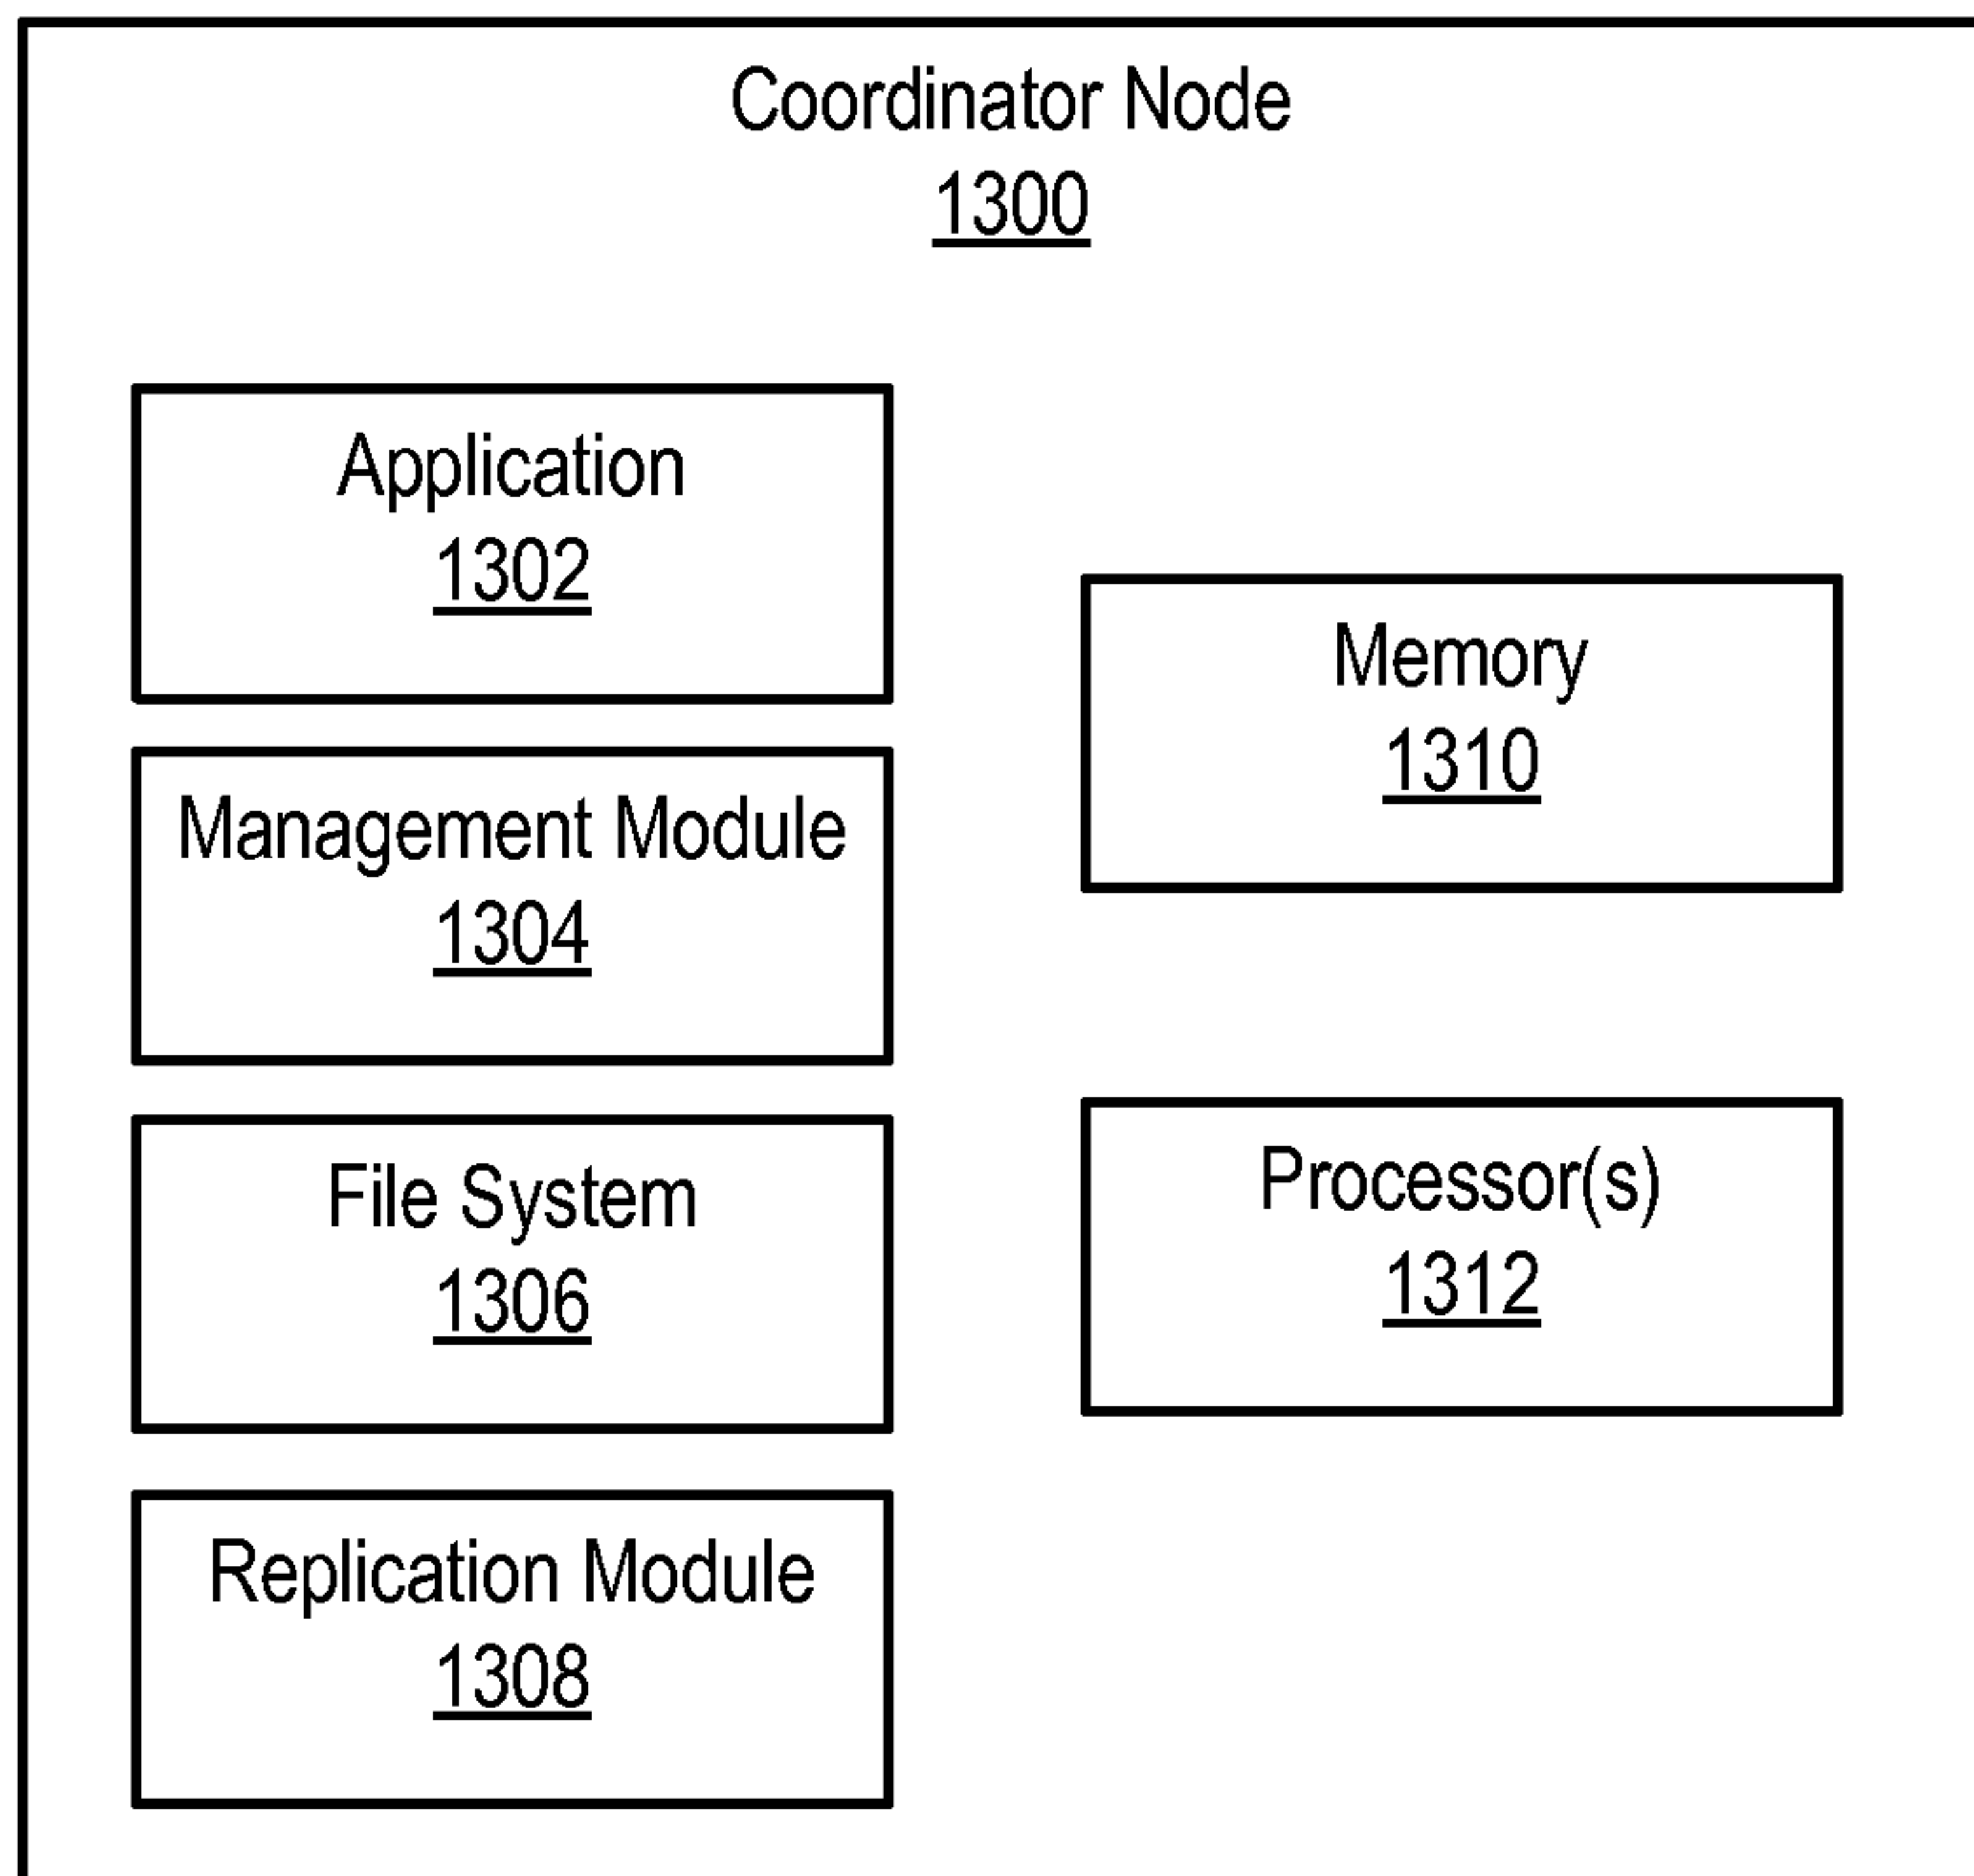 Coordinator Node
1300
Application
1302
Management Module
1304
File System
1306
Replication Module
1308
Memory
1310
Processor(s)
1312